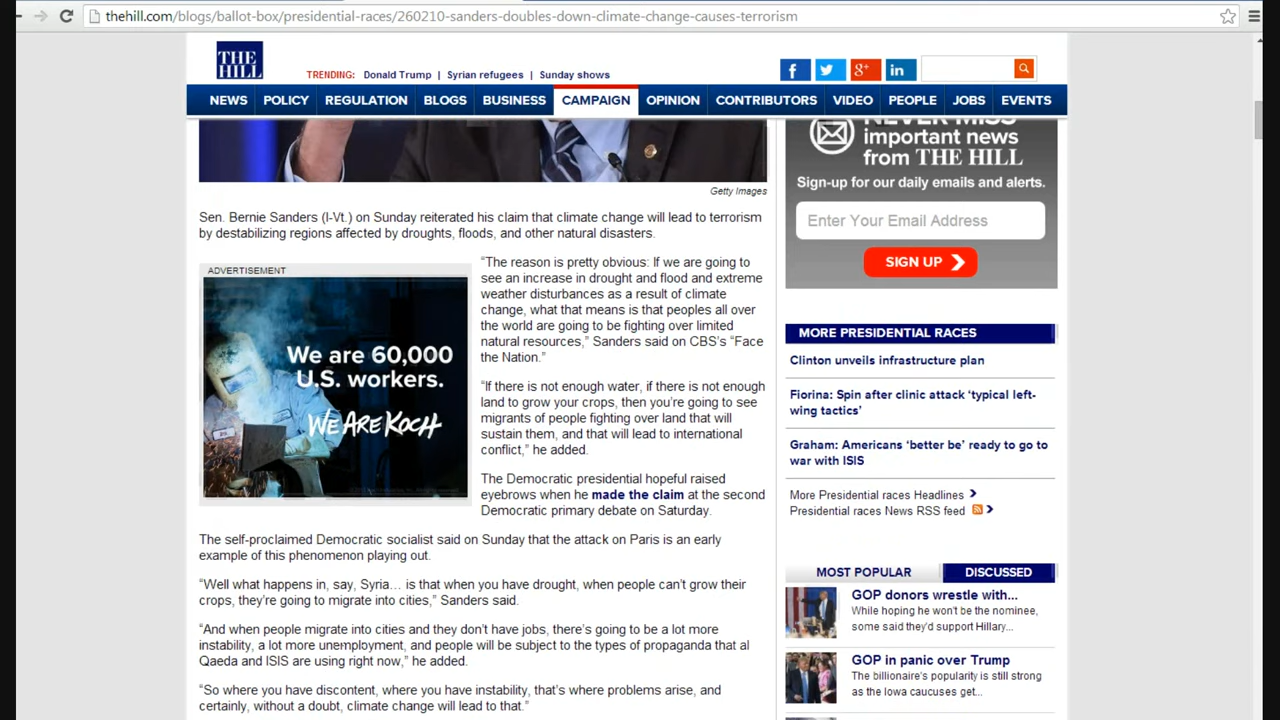 thehill.com/blogs/ballot-box/presidential-races/260210-sanders-doubles-down-climate-change-causes-terrorism
THE
HILL
TRENDING: Donald Trump | Syrian refugees | Sunday shows
NEWS POLICY REGULATION BLOGS BUSINESS CAMPAIGN OPINION CONTRIBUTORS VIDEO PEOPLE JOBS EVENTS
Getty Images
Sen. Bernie Sanders (I-Vt.) on Sunday reiterated his claim that climate change will lead to terrorism
by destabilizing regions affected by droughts, floods, and other natural disasters.
ADVERTISEMENT
We are 60,000
U.S. workers.
WE ARE KOCH
“The reason is pretty obvious: If we are going to
see an increase in drought and flood and extreme
weather disturbances as a result of climate
change, what that means is that peoples all over
the world are going to be fighting over limited
natural resources,” Sanders said on CBS’s “Face
the Nation.”
“If there is not enough water, if there is not enough
land to grow your crops, then you’re going to see
migrants of people fighting over land that will
sustain them, and that will lead to international
conflict,” he added.
The Democratic presidential hopeful raised
eyebrows when he made the claim at the second
Democratic primary debate on Saturday.
The self-proclaimed Democratic socialist said on Sunday that the attack on Paris is an early
example of this phenomenon playing out.
“Well what happens in, say, Syria… is that when you have drought, when people can’t grow their
crops, they’re going to migrate into cities,” Sanders said.
“And when people migrate into cities and they don’t have jobs, there’s going to be a lot more
instability, a lot more unemployment, and people will be subject to the types of propaganda that al
Qaeda and ISIS are using right now,” he added.
“So where you have discontent, where you have instability, that’s where problems arise, and
certainly, without a doubt, climate change will lead to that.”
NEVER MISS
important news
from THE HILL
Sign-up for our daily emails and alerts.
Enter Your Email Address
SIGN UP
MORE PRESIDENTIAL RACES
Clinton unveils infrastructure plan
Fiorina: Spin after clinic attack ‘typical left-
wing tactics’
Graham: Americans ‘better be’ ready to go to
war with ISIS
More Presidential races Headlines
Presidential races News RSS feed
MOST POPULAR DISCUSSED
GOP donors wrestle with...
While hoping he won't be the nominee,
some said they'd support Hillary...
GOP in panic over Trump
The billionaire's popularity is still strong
as the Iowa caucuses get...